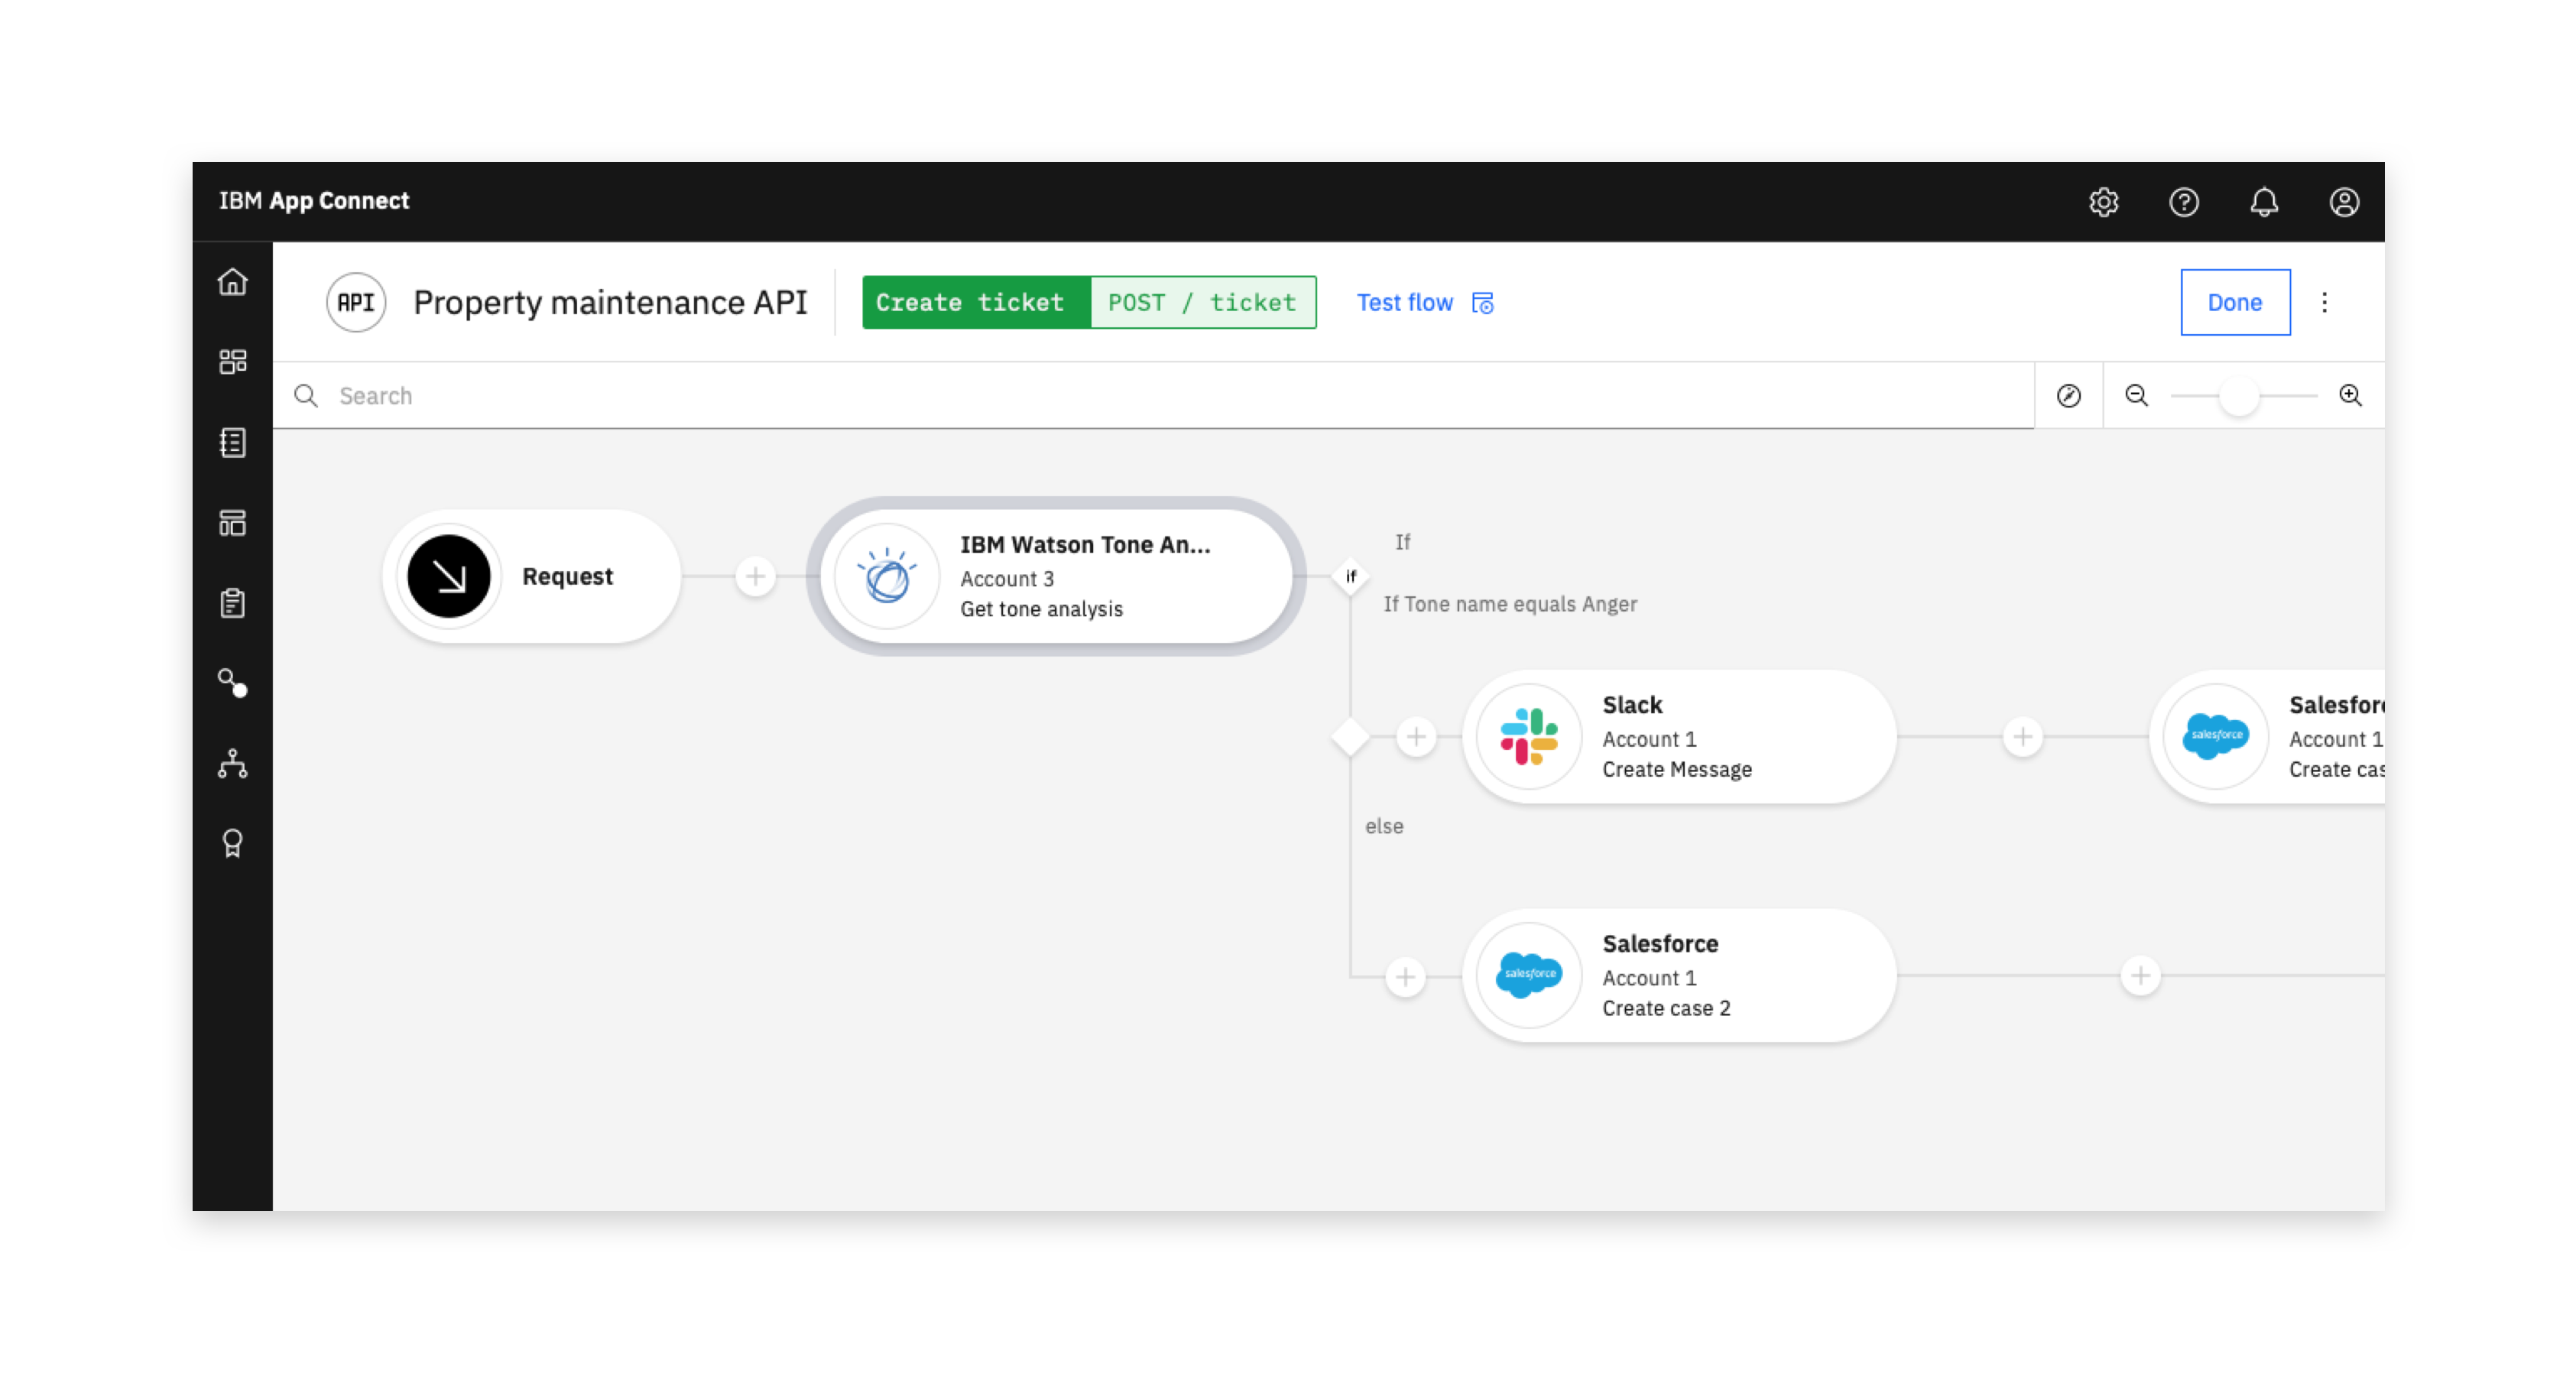 IBM App Connect
API
Property maintenance API
Create ticket
POST / ticket
Test flow
Done
Search
Request
IBM Watson Tone An...
Account 3
Get tone analysis
if
If
If Tone name equals Anger
Slack
Account 1
Create Message
salesforce
Salesfor
Account 1
Create cas
else
salesforce
Salesforce
Account 1
Create case 2